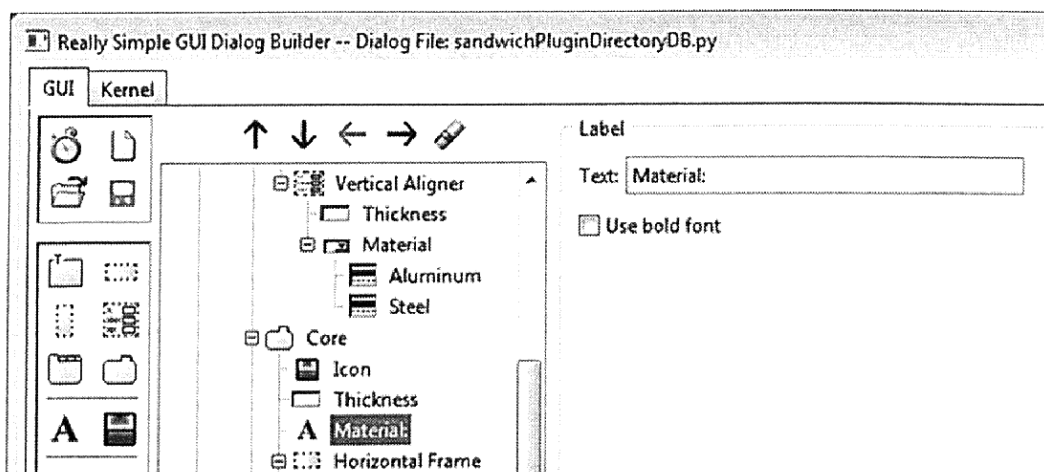 Really Simple GUI Dialog Builder -- Dialog File: sandwichPluginDirectoryDB.py
GUI Kernel
Label
Vertical Aligner
Text: Material:
Thickness
Use bold font
Material
Aluminum
Steel
Core
Icon
Thickness
A
A Material:
Horizontal Frame